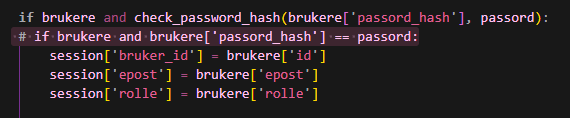 if brukere and check_password_hash(brukere['passord_hash'], passord):
# if brukere and brukere['passord_hash'] == passord:
session['bruker_id'] = brukere['id']
session['epost'] = brukere['epost']
session['rolle'] = brukere['rolle']